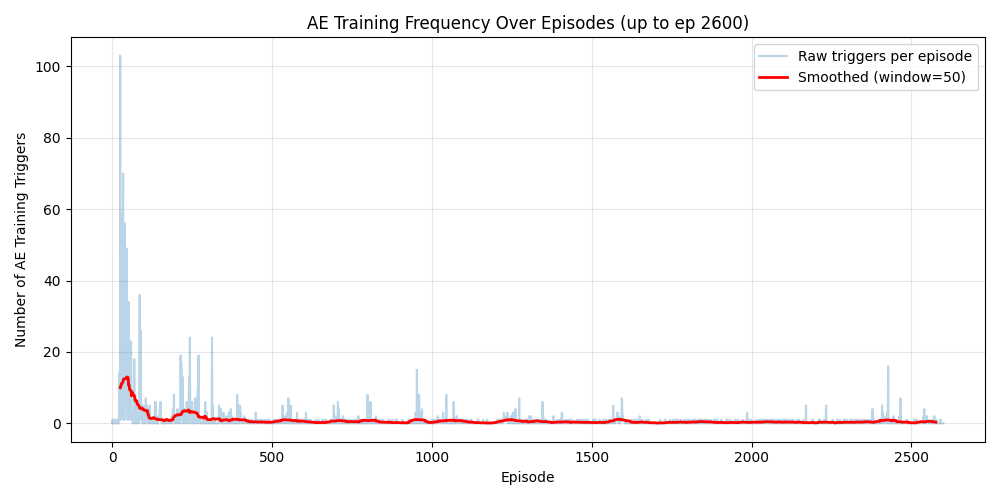 AE Training Frequency Over Episodes (up to ep 2600)
Raw triggers per episode
Smoothed (window=50)
Number of AE Training Triggers
100
80
60
40
20
0
0 500 1000 1500 2000 2500
Episode